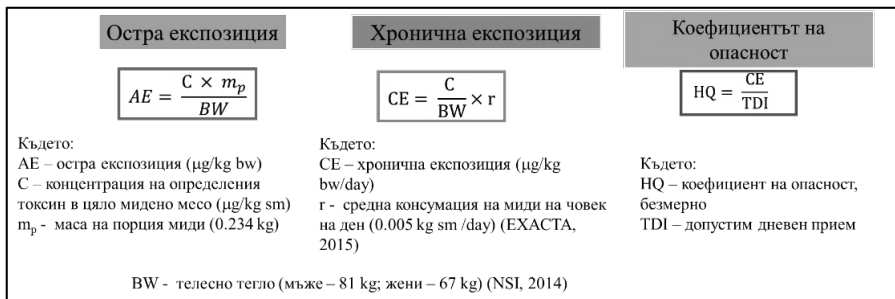 Остра експозиция
AE = C × m_p / BW
Където:
AE – остра експозиция (μg/kg bw)
C – концентрация на определения
токсин в цяло мидено месо (μg/kg sm)
m_p - маса на порция миди (0.234 kg)
Хронична експозиция
CE = C / BW × r
Където:
CE – хронична експозиция (μg/kg
bw/day)
r - средна консумация на миди на човек
на ден (0.005 kg sm /day) (EXACTA,
2015)
Коефициентът на
опасност
HQ = CE / TDI
Където:
HQ – коефициент на опасност,
безмерно
TDI – допустим дневен прием
BW - телесно тегло (мъже – 81 kg; жени – 67 kg) (NSI, 2014)